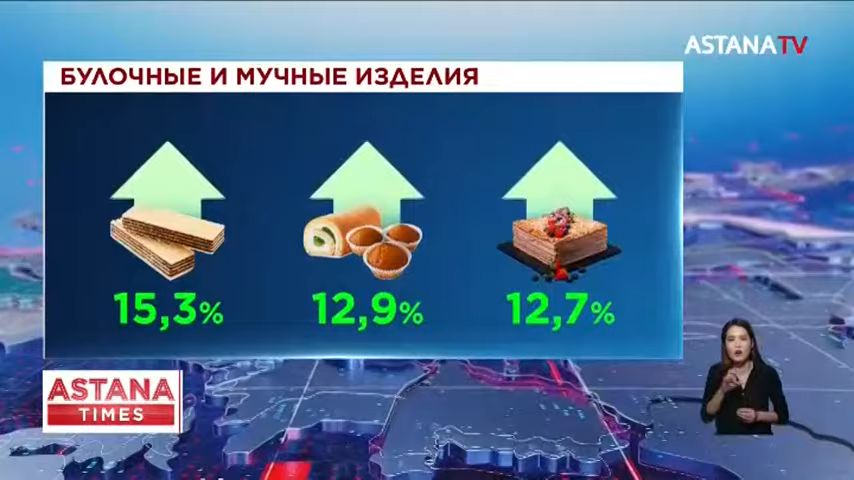 ASTANATV
БУЛОЧНЫЕ И МУЧНЫЕ ИЗДЕЛИЯ
15,3% 12,9% 12,7%
ASTANA
TIMES